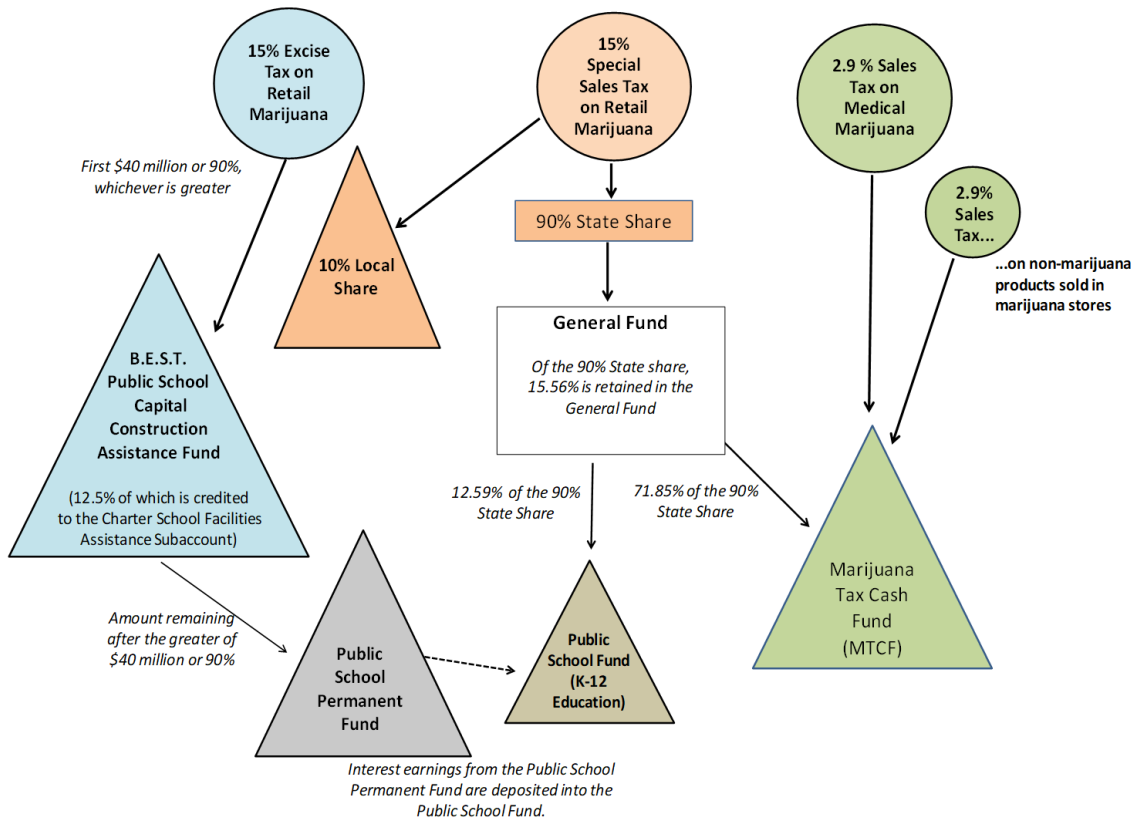 15% Excise
Tax on
Retail
Marijuana
15%
Special
Sales Tax
on Retail
Marijuana
2.9 % Sales
Tax on
Medical
Marijuana
First $40 million or 90%,
whichever is greater
2.9%
Sales
Tax...
...on non-marijuana
products sold in
marijuana stores
90% State Share
10% Local
Share
General Fund
Of the 90% State share,
15.56% is retained in the
General Fund
B.E.S.T.
Public School
Capital
Construction
Assistance Fund
(12.5% of which is credited
to the Charter School Facilities
Assistance Subaccount)
12.59% of the 90%
State Share
71.85% of the 90%
State Share
Marijuana
Tax Cash
Fund
(MTCF)
Amount remaining
after the greater of
$40 million or 90%
Public
School
Permanent
Fund
Public
School Fund
(K-12
Education)
Interest earnings from the Public School
Permanent Fund are deposited into the
Public School Fund.